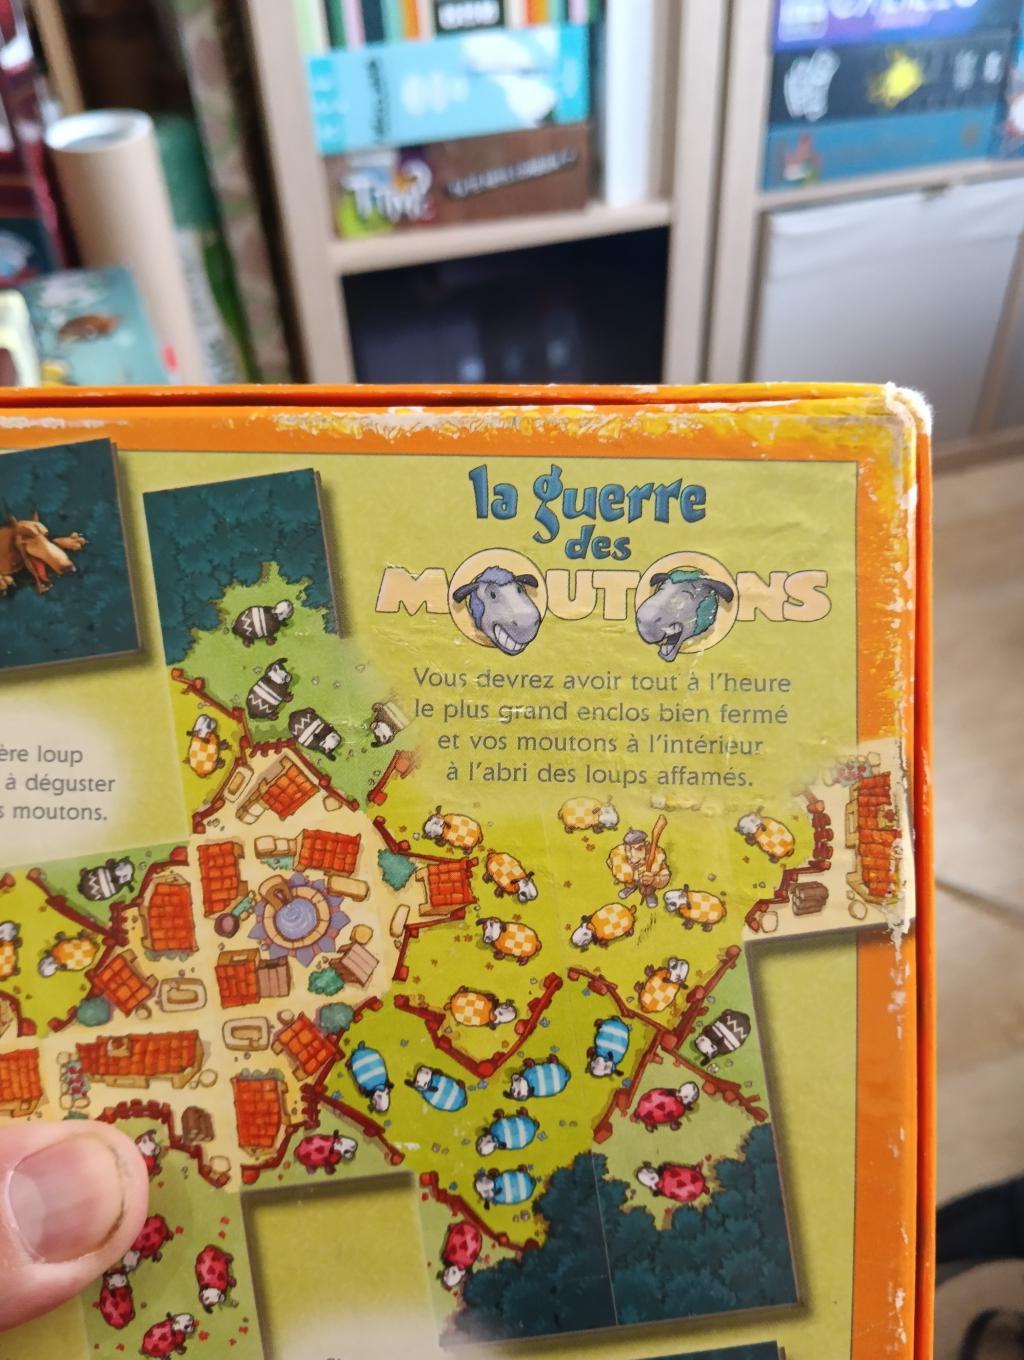 la guerre
des
MOUTONS
Vous devrez avoir tout à l'heure
le plus grand enclos bien fermé
et vos moutons à l'intérieur
à l'abri des loups affamés.
ère loup
à déguster
s moutons.